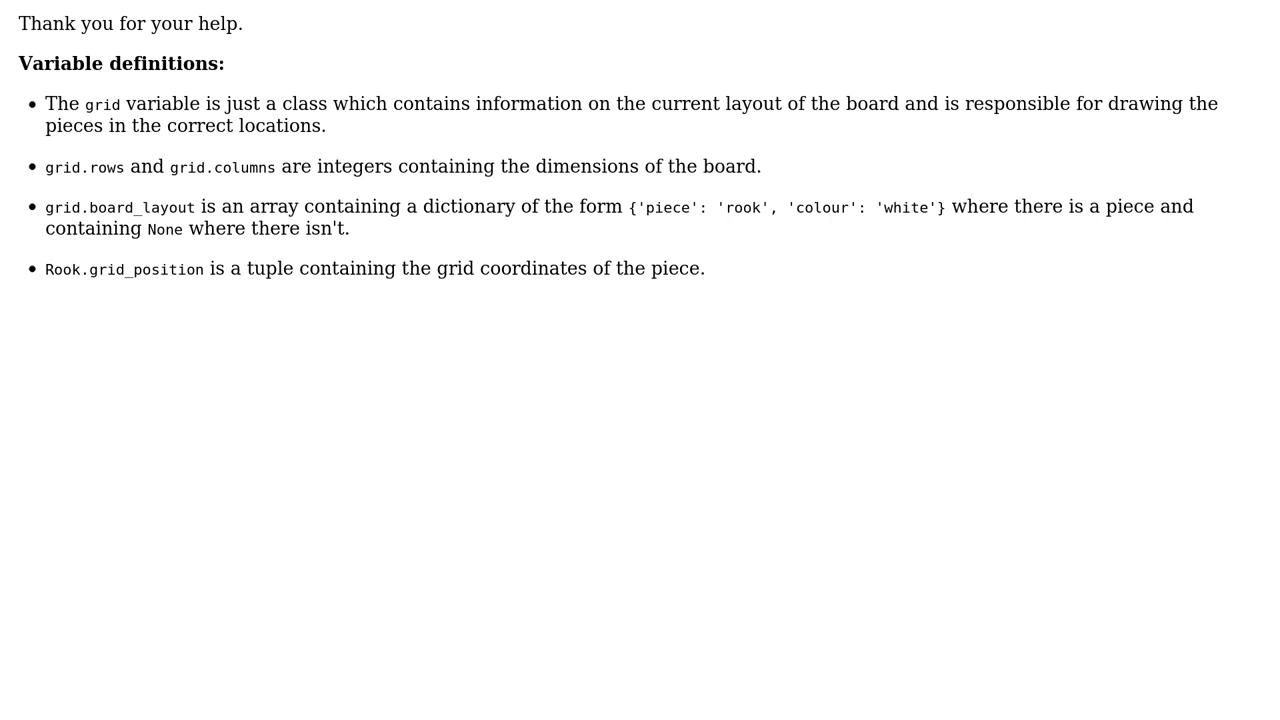 Thank you for your help.
Variable definitions:
• The grid variable is just a class which contains information on the current layout of the board and is responsible for drawing the
pieces in the correct locations.
• grid.rows and grid.columns are integers containing the dimensions of the board.
• grid.board_layout is an array containing a dictionary of the form {'piece': 'rook', 'colour': 'white'} where there is a piece and
containing None where there isn't.
• Rook.grid_position is a tuple containing the grid coordinates of the piece.